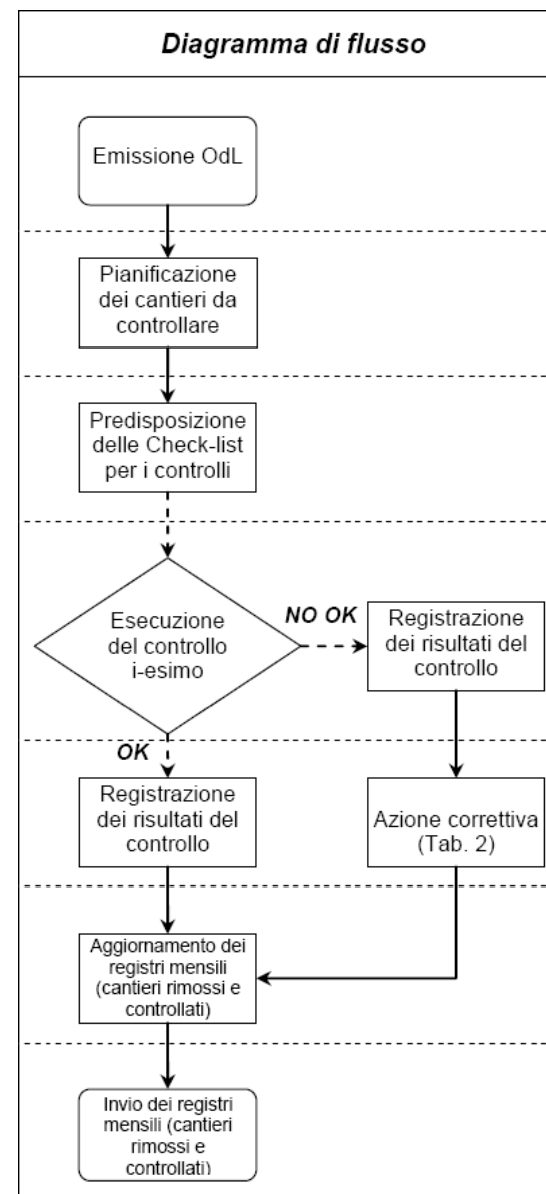 Diagramma di flusso
Emissione OdL
Pianificazione
dei cantieri da
controllare
Predisposizione
delle Check-list
per i controlli
Esecuzione
del controllo
i-esimo
NO OK
Registrazione
dei risultati del
controllo
OK
Registrazione
dei risultati del
controllo
Azione correttiva
(Tab. 2)
Aggiornamento dei
registri mensili
(cantieri rimossi e
controllati)
Invio dei registri
mensili (cantieri
rimossi e
controllati)